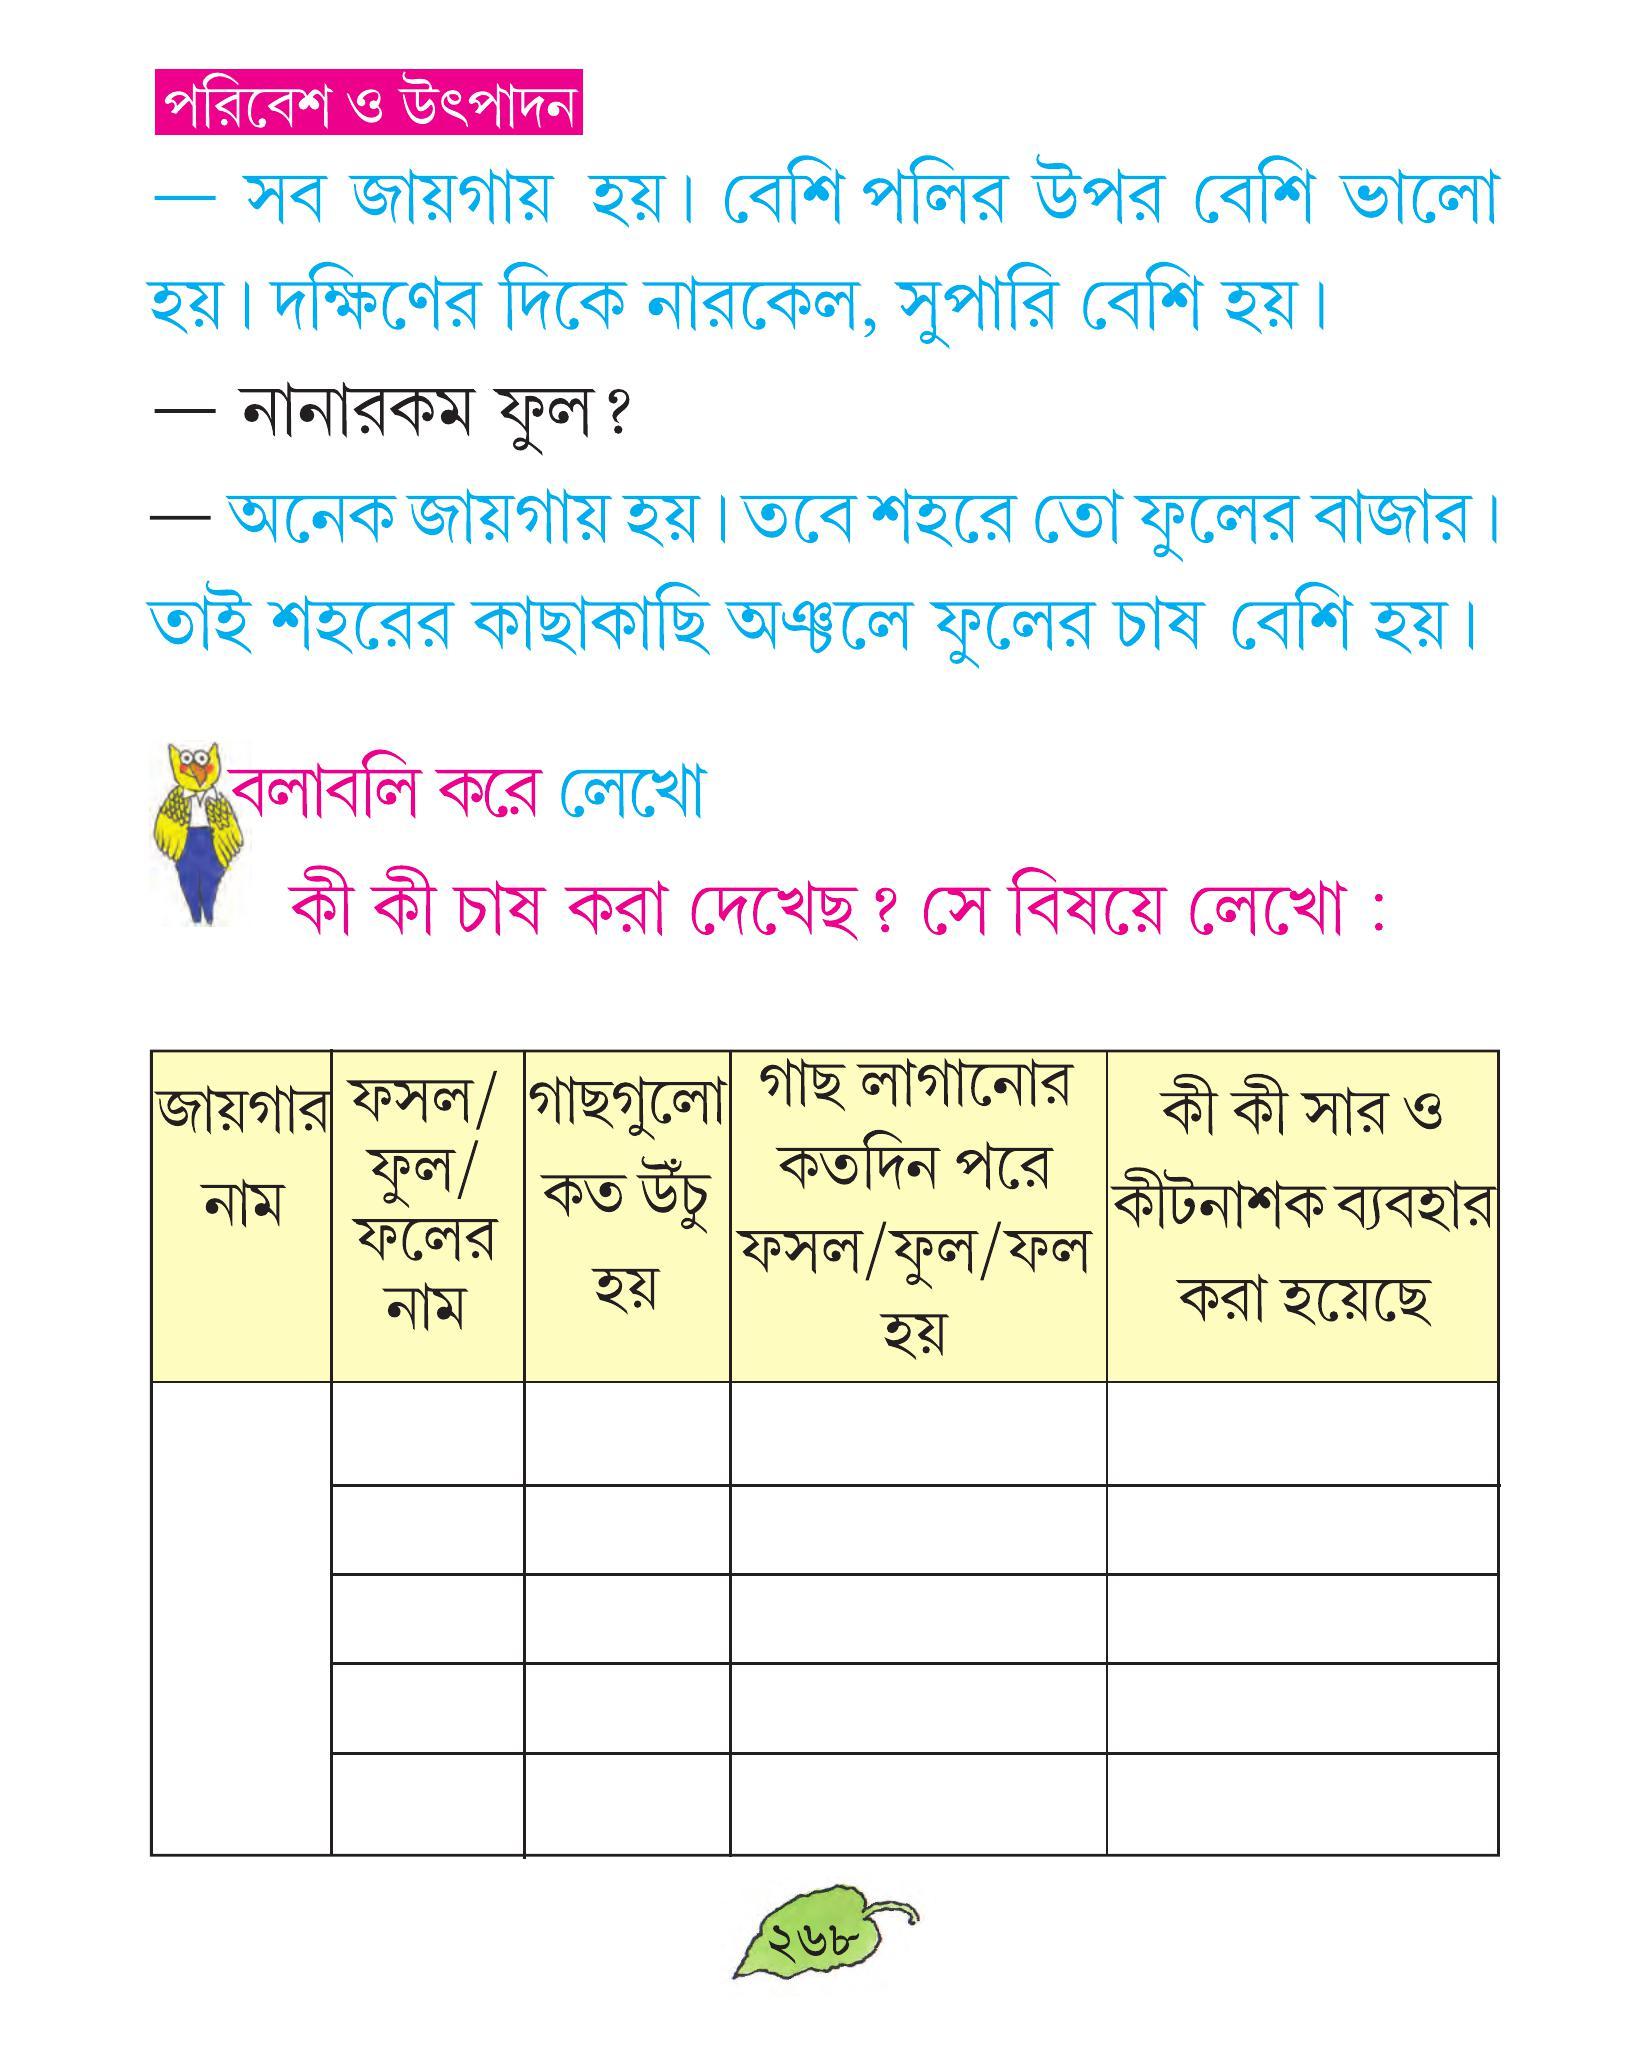 পরিবেশ ও উৎপাদন
— সব জায়গায় হয়। বেশি পলির উপর বেশি ভালো
হয়। দক্ষিণের দিকে নারকেল, সুপারি বেশি হয়।
— নানারকম ফুল?
— অনেক জায়গায় হয়। তবে শহরে তো ফুলের বাজার।
তাই শহরের কাছাকাছি অঞ্চলে ফুলের চাষ বেশি হয়।
বলাবলি করে লেখো
কী কী চাষ করা দেখেছ? সে বিষয়ে লেখো :
জায়গার
নাম
ফসল/
ফুল/
ফলের
নাম
গাছগুলো
কত উঁচু
হয়
গাছ লাগানোর
কতদিন পরে
ফসল/ফুল/ফল
হয়
কী কী সার ও
কীটনাশক ব্যবহার
করা হয়েছে
২৬৮